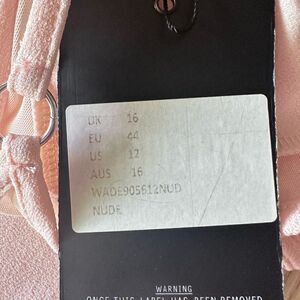 UK 16
EU 44
US 12
AUS 16
WADE905612NUD
NUDE
WARNING
ONCE THIS LABEL HAS BEEN REMOVED